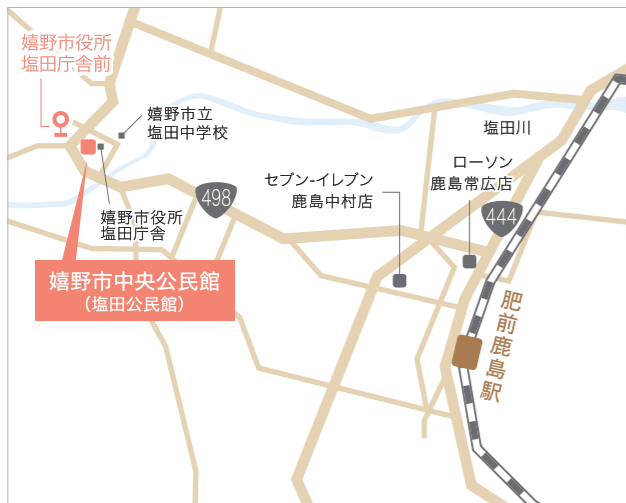 嬉野市役所
塩田庁舎前
嬉野市立
塩田中学校
塩田川
ローソン
鹿島常広店
セブン-イレブン
鹿島中村店
498
444
嬉野市役所
塩田庁舎
嬉野市中央公民館
(塩田公民館)
肥前鹿島駅